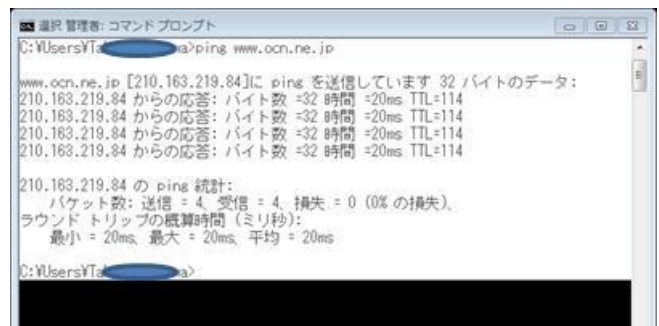 選択 管理者: コマンド プロンプト
C:¥Users¥Ta a>ping www.ocn.ne.jp
www.ocn.ne.jp [210.163.219.84]に ping を送信しています 32 バイトのデータ:
210.163.219.84 からの応答: バイト数 =32 時間 =20ms TTL=114
210.163.219.84 からの応答: バイト数 =32 時間 =20ms TTL=114
210.163.219.84 からの応答: バイト数 =32 時間 =20ms TTL=114
210.163.219.84 からの応答: バイト数 =32 時間 =20ms TTL=114
210.163.219.84 の ping 統計:
パケット数: 送信 = 4、受信 = 4、損失 = 0 (0% の損失)、
ラウンド トリップの概算時間 (ミリ秒):
最小 = 20ms、最大 = 20ms、平均 = 20ms
C:¥Users¥Ta a>